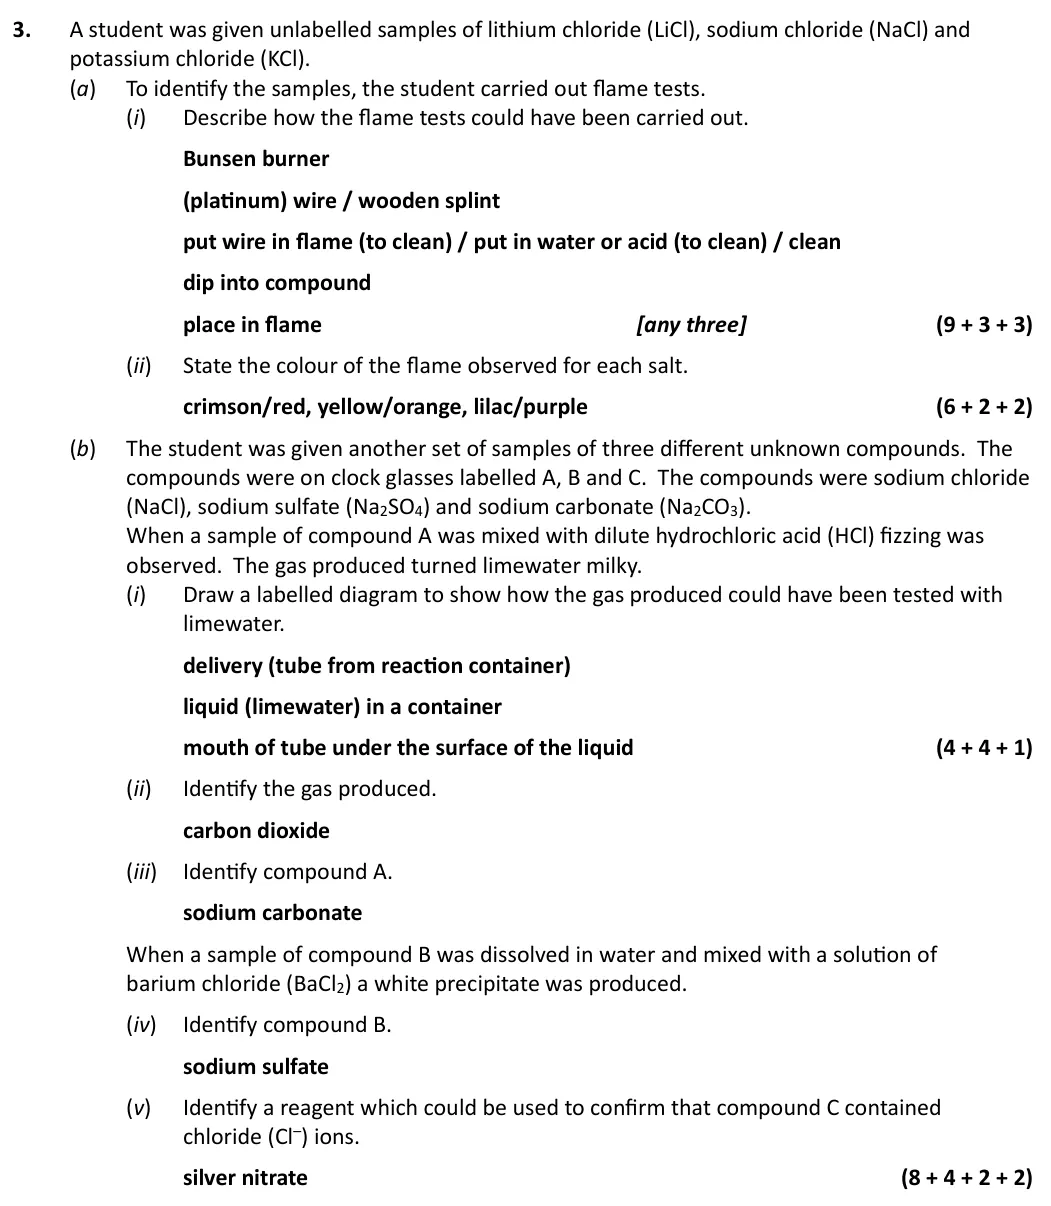 3. A student was given unlabelled samples of lithium chloride (LiCl), sodium chloride (NaCl) and
potassium chloride (KCl).
(a) To identify the samples, the student carried out flame tests.
(i) Describe how the flame tests could have been carried out.
Bunsen burner
(platinum) wire / wooden splint
put wire in flame (to clean) / put in water or acid (to clean) / clean
dip into compound
place in flame [any three] (9 + 3 + 3)
(ii) State the colour of the flame observed for each salt.
crimson/red, yellow/orange, lilac/purple (6 + 2 + 2)
(b) The student was given another set of samples of three different unknown compounds. The
compounds were on clock glasses labelled A, B and C. The compounds were sodium chloride
(NaCl), sodium sulfate (Na₂SO₄) and sodium carbonate (Na₂CO₃).
When a sample of compound A was mixed with dilute hydrochloric acid (HCl) fizzing was
observed. The gas produced turned limewater milky.
(i) Draw a labelled diagram to show how the gas produced could have been tested with
limewater.
delivery (tube from reaction container)
liquid (limewater) in a container
mouth of tube under the surface of the liquid (4 + 4 + 1)
(ii) Identify the gas produced.
carbon dioxide
(iii) Identify compound A.
sodium carbonate
When a sample of compound B was dissolved in water and mixed with a solution of
barium chloride (BaCl₂) a white precipitate was produced.
(iv) Identify compound B.
sodium sulfate
(v) Identify a reagent which could be used to confirm that compound C contained
chloride (Cl⁻) ions.
silver nitrate (8 + 4 + 2 + 2)